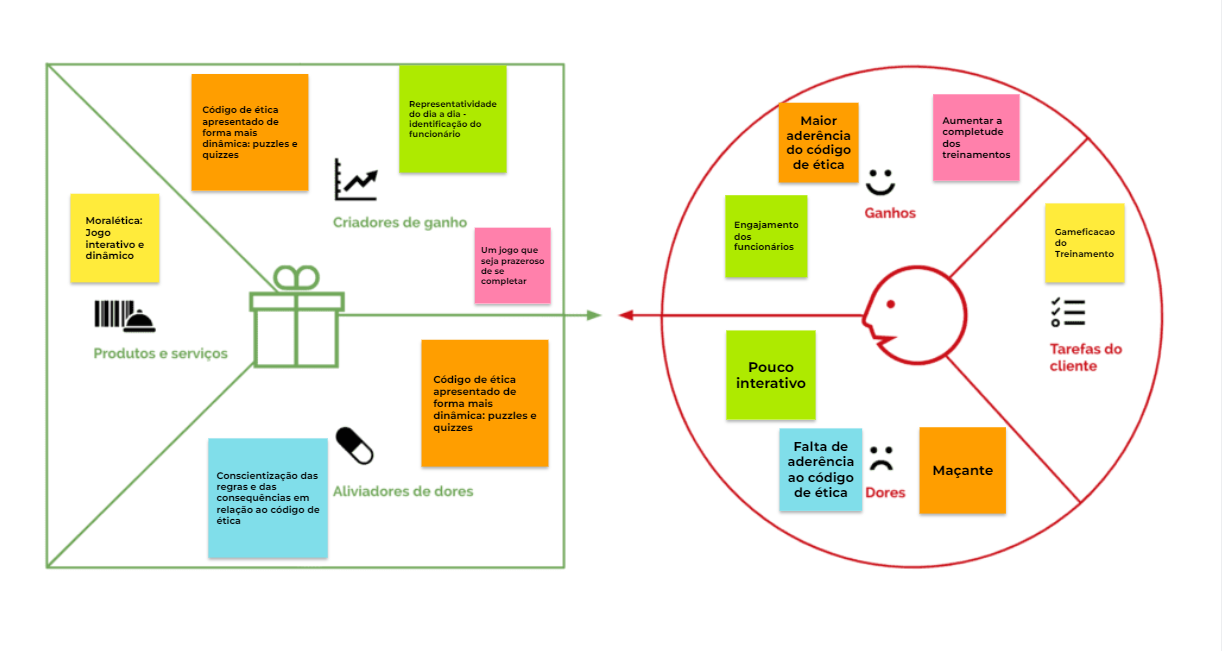 Código de ética
apresentado de
forma mais
dinâmica: puzzles e
quizzes
Representatividade
do dia a dia -
identificação do
funcionário
Criadores de ganho
Moralética:
Jogo
interativo e
dinâmico
Um jogo que
seja prazeroso
de se
completar
Produtos e serviços
Código de ética
apresentado de
forma mais
dinâmica: puzzles e
quizzes
Conscientização das
regras e das
consequências em
relação ao código de
ética
Aliviadores de dores
Maior
aderência
do código
de ética
Aumentar a
completude
dos
treinamentos
Ganhos
Engajamento
dos
funcionários
Gameficacao
do
Treinamento
Tarefas do
cliente
Pouco
interativo
Falta de
aderência
ao código
de ética
Dores
Maçante